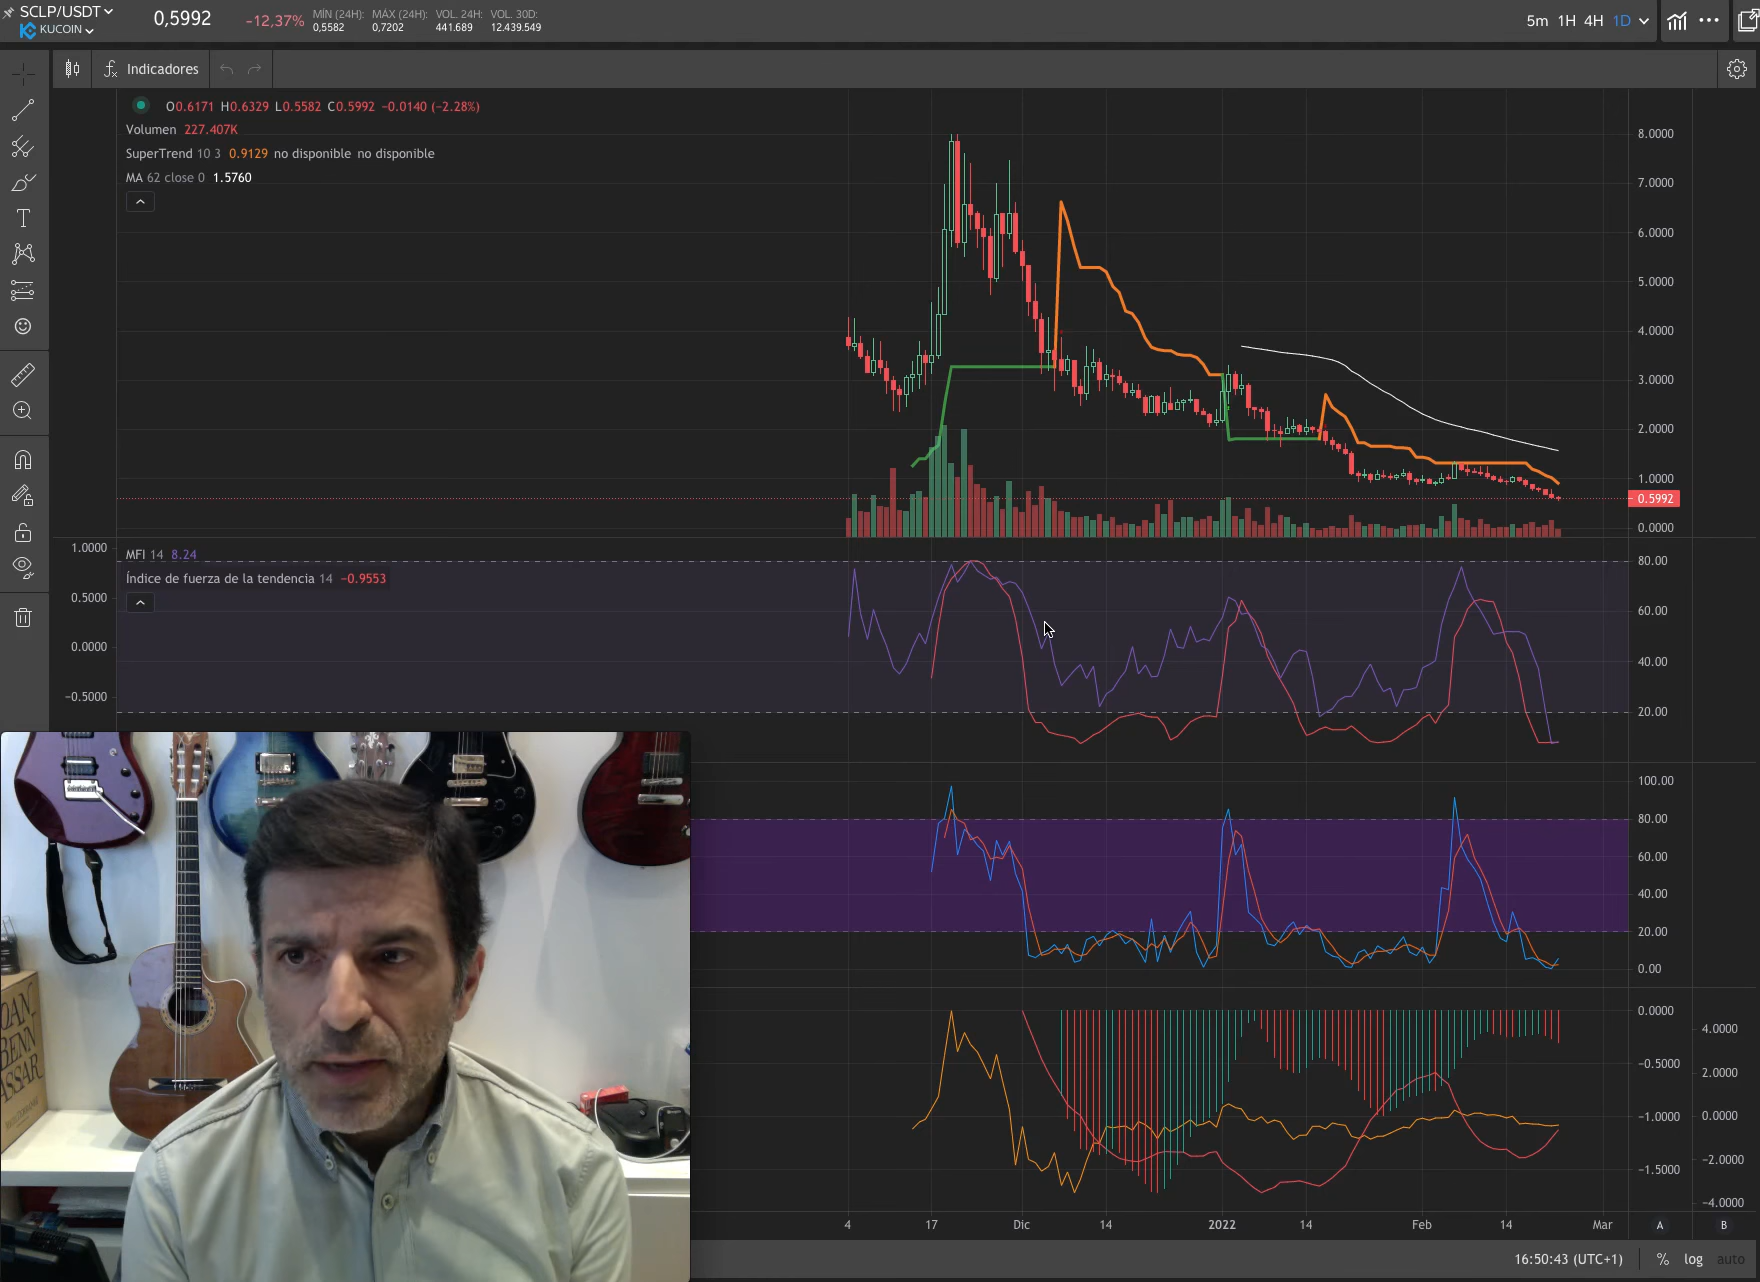 SCLP/USDT
KUCOIN
0,5992
-12,37%
MÍN (24H): MÁX (24H): VOL. 24H: VOL. 30D:
0,5582 0,7202 441.689 12.439.549
5m 1H 4H 1D
Indicadores
O0.6171 H0.6329 L0.5582 C0.5992 −0.0140 (−2.28%)
Volumen 227.407K
SuperTrend 10 3 0.9129 no disponible no disponible
MA 62 close 0 1.5760
8.0000
7.0000
6.0000
5.0000
4.0000
3.0000
2.0000
1.0000
0.5992
0.0000
MFI 14 8.24
Índice de fuerza de la tendencia 14 −0.9553
1.0000
0.5000
0.0000
−0.5000
80.00
60.00
40.00
20.00
100.00
80.00
60.00
40.00
20.00
0.00
0.0000
−0.5000
−1.0000
−1.5000
4.0000
2.0000
0.0000
−2.0000
−4.0000
4 17 Dic 14 2022 14 Feb 14 Mar A B
16:50:43 (UTC+1) % log auto